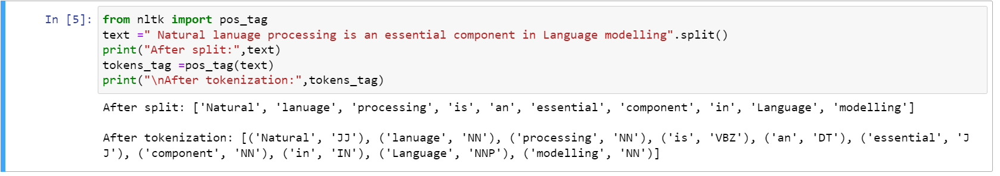 In [5]: from nltk import pos_tag
text =" Natural lanuage processing is an essential component in Language modelling".split()
print("After split:",text)
tokens_tag =pos_tag(text)
print("\nAfter tokenization:",tokens_tag)
After split: ['Natural', 'lanuage', 'processing', 'is', 'an', 'essential', 'component', 'in', 'Language', 'modelling']
After tokenization: [('Natural', 'JJ'), ('lanuage', 'NN'), ('processing', 'NN'), ('is', 'VBZ'), ('an', 'DT'), ('essential', 'J
J'), ('component', 'NN'), ('in', 'IN'), ('Language', 'NNP'), ('modelling', 'NN')]